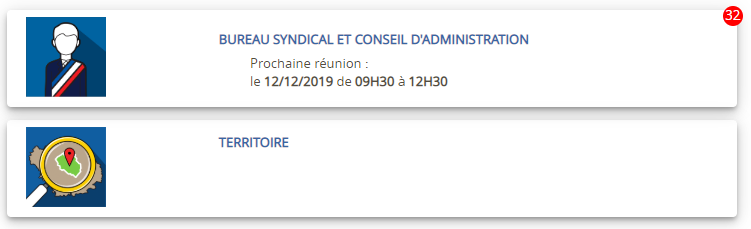 32
BUREAU SYNDICAL ET CONSEIL D'ADMINISTRATION
Prochaine réunion :
le 12/12/2019 de 09H30 à 12H30
TERRITOIRE